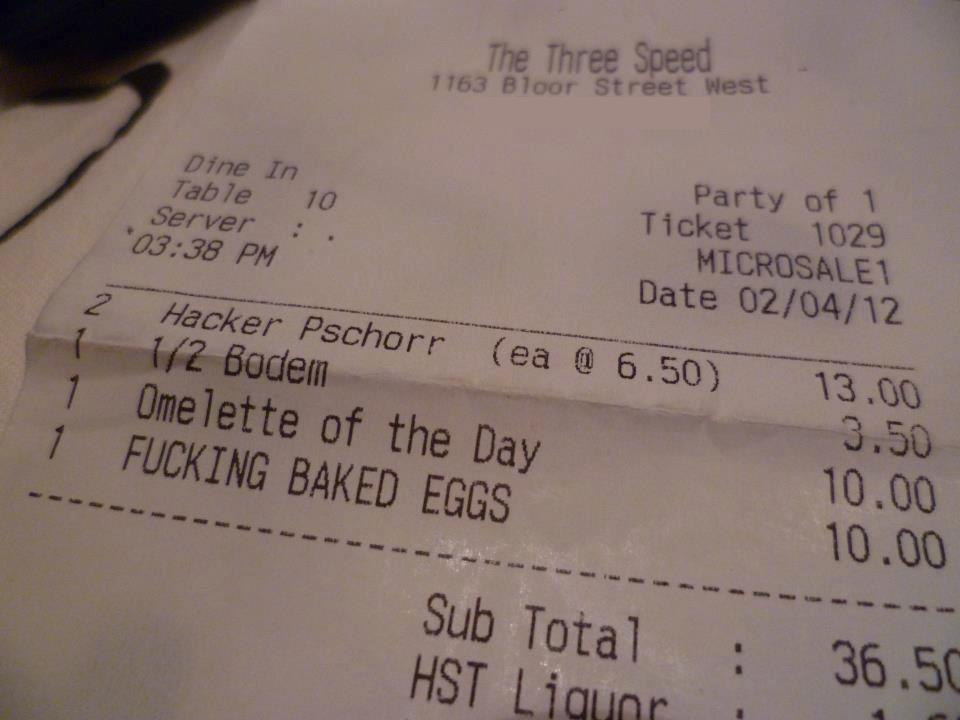 The Three Speed
1163 Bloor Street West
Dine In
Table 10
Server : .
03:38 PM
Party of 1
Ticket 1029
MICROSALE1
Date 02/04/12
2 Hacker Pschorr (ea @ 6.50) 13.00
1 1/2 Bodem 3.50
1 Omelette of the Day 10.00
1 FUCKING BAKED EGGS 10.00
Sub Total : 36.50
HST Liquor :